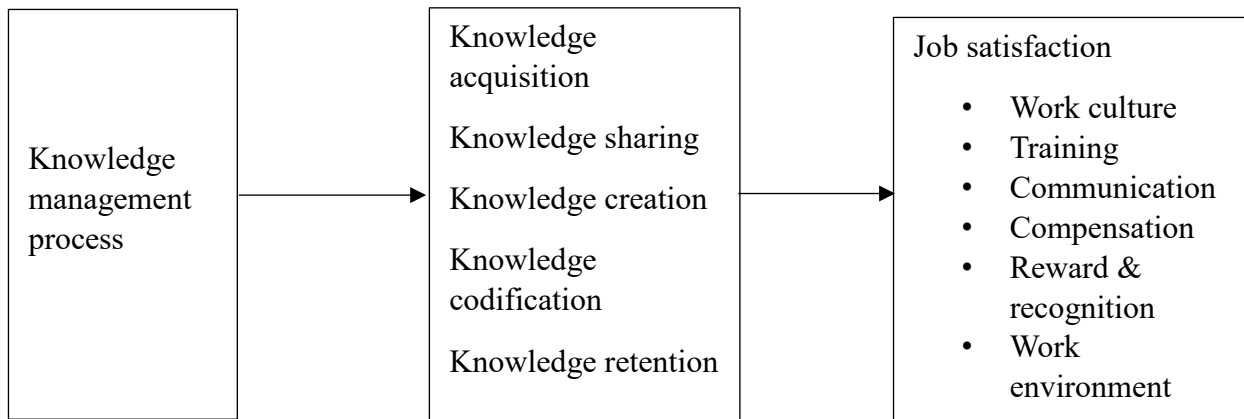 Knowledge
management
process
Knowledge
acquisition
Knowledge sharing
Knowledge creation
Knowledge
codification
Knowledge retention
Job satisfaction
• Work culture
• Training
• Communication
• Compensation
• Reward &
recognition
• Work
environment